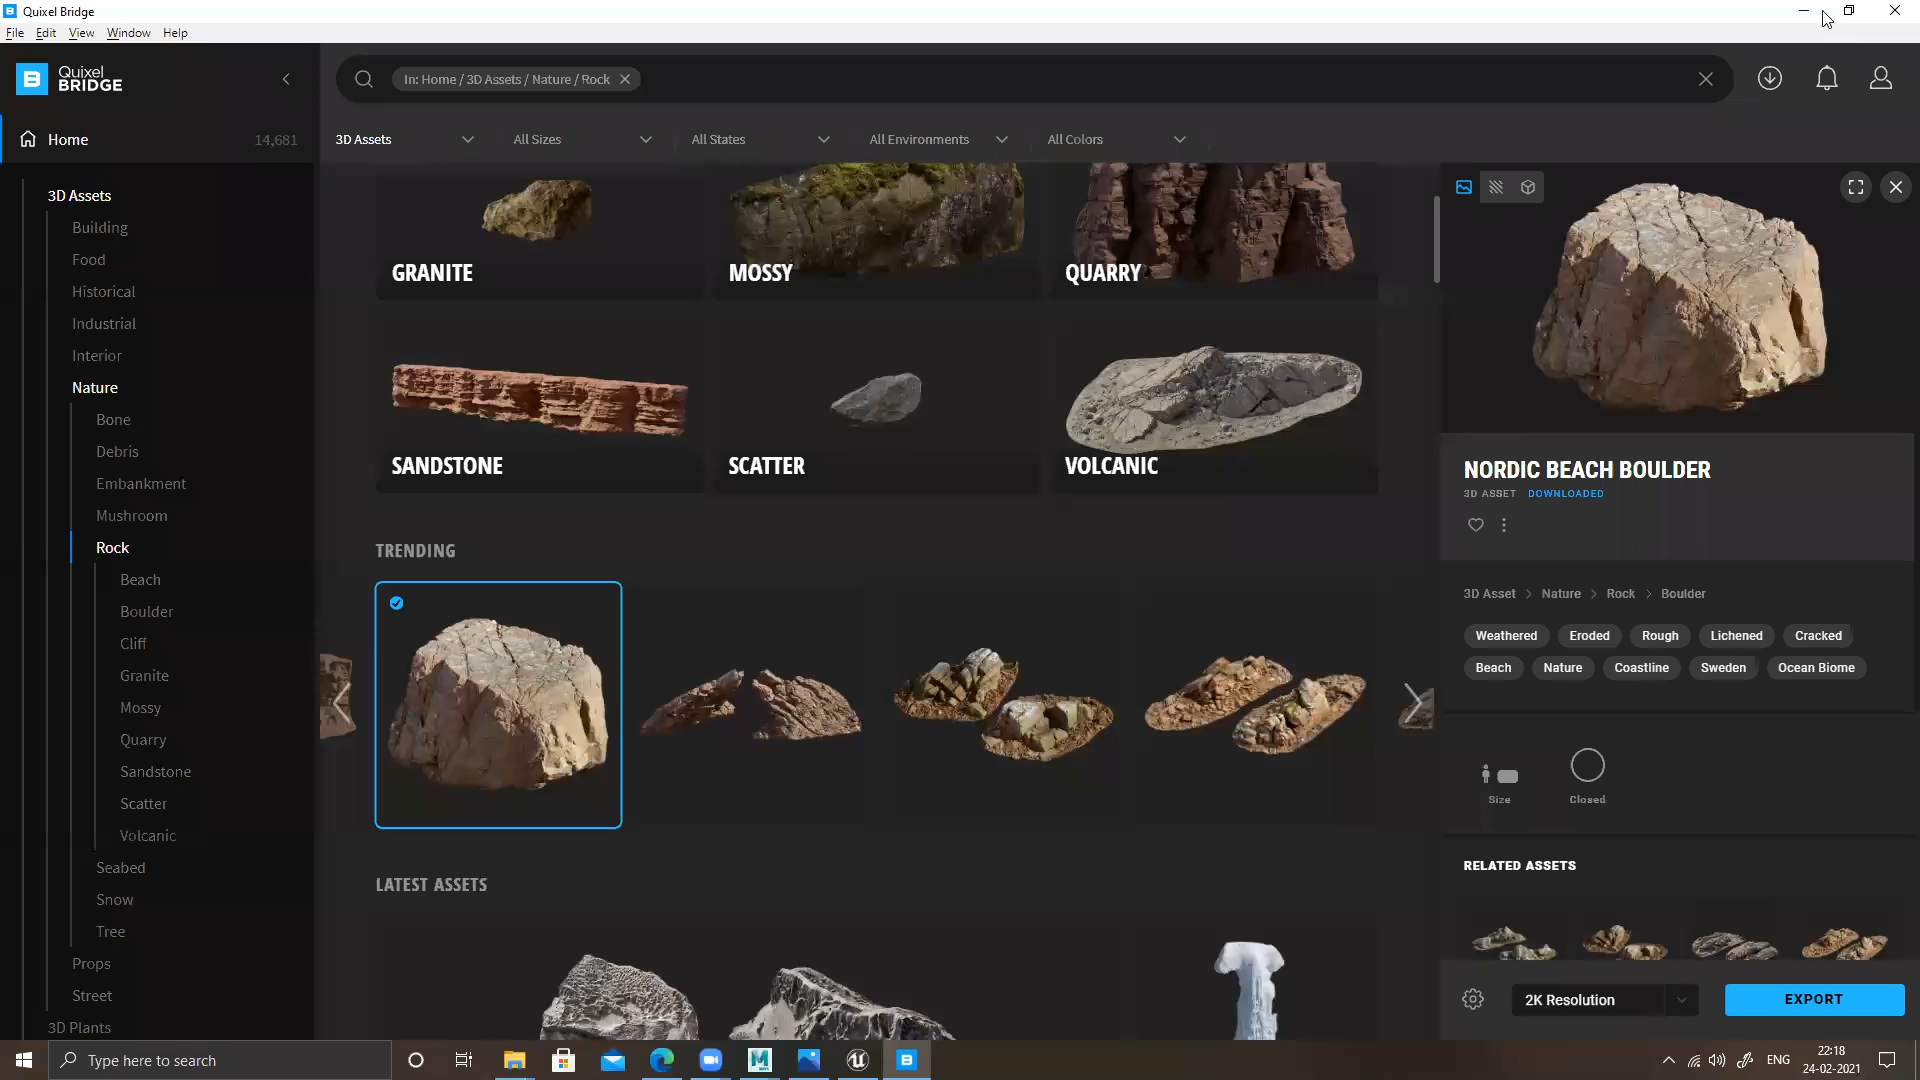 Quixel Bridge
File Edit View Window Help
Quixel
BRIDGE
In: Home / 3D Assets / Nature / Rock
Home 14,681
3D Assets All Sizes All States All Environments All Colors
3D Assets
Building
Food
Historical
Industrial
Interior
Nature
Bone
Debris
Embankment
Mushroom
Rock
Beach
Boulder
Cliff
Granite
Mossy
Quarry
Sandstone
Scatter
Volcanic
Seabed
Snow
Tree
Props
Street
3D Plants
GRANITE MOSSY QUARRY
SANDSTONE SCATTER VOLCANIC
TRENDING
LATEST ASSETS
NORDIC BEACH BOULDER
3D ASSET DOWNLOADED
3D Asset > Nature > Rock > Boulder
Weathered Eroded Rough Lichened Cracked
Beach Nature Coastline Sweden Ocean Biome
Size Closed
RELATED ASSETS
2K Resolution EXPORT
Type here to search
ENG
22:18
24-02-2021